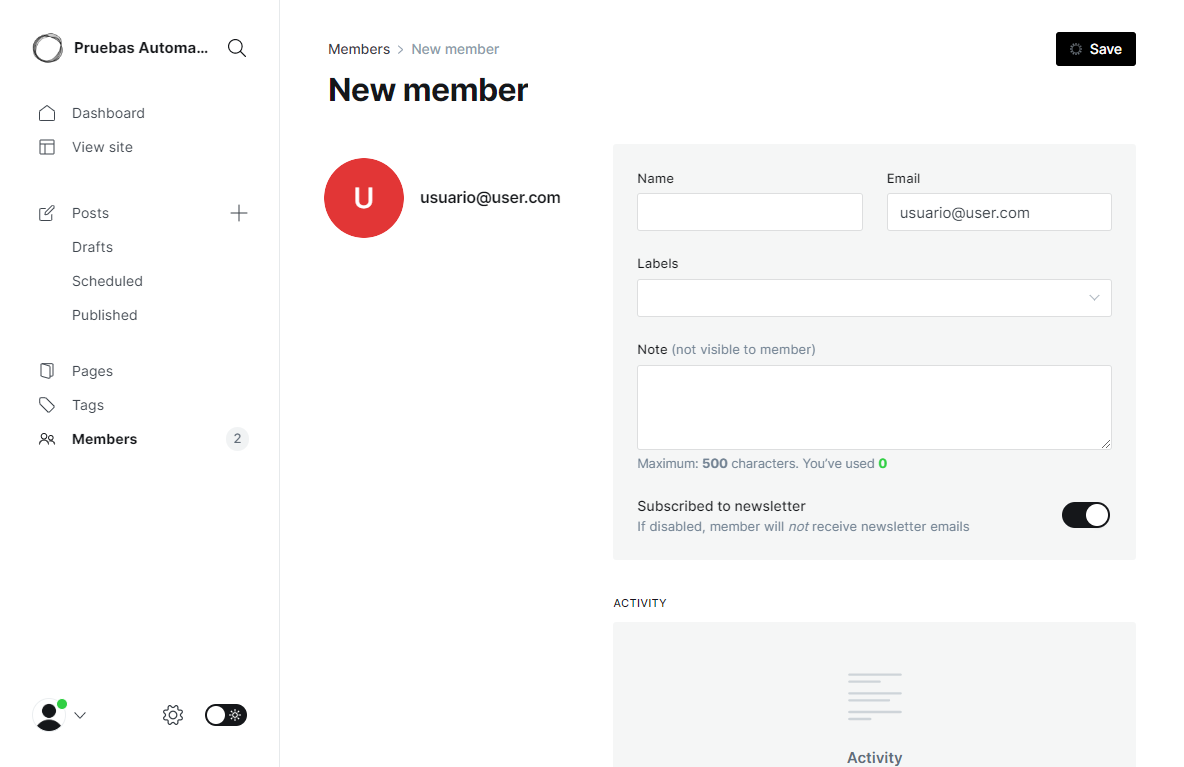 Pruebas Automa...
Dashboard
View site
Posts
Drafts
Scheduled
Published
Pages
Tags
Members
2
Members > New member
Save
New member
U
usuario@user.com
Name
Email
usuario@user.com
Labels
Note (not visible to member)
Maximum: 500 characters. You've used 0
Subscribed to newsletter
If disabled, member will not receive newsletter emails
ACTIVITY
Activity